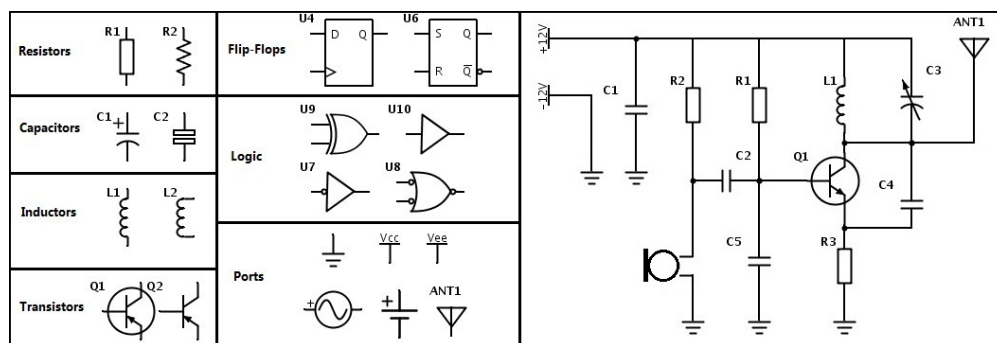 Resistors
R1
R2
Capacitors
C1
+
C2
Inductors
L1
L2
Transistors
Q1
Q2
Flip-Flops
U4
D Q
U6
S Q
R Q̅
Logic
U9
U10
U7
U8
Ports
Vcc
Vee
+
+
ANT1
+12V
-12V
C1
R2
R1
L1
C3
ANT1
C2
Q1
C4
C5
R3